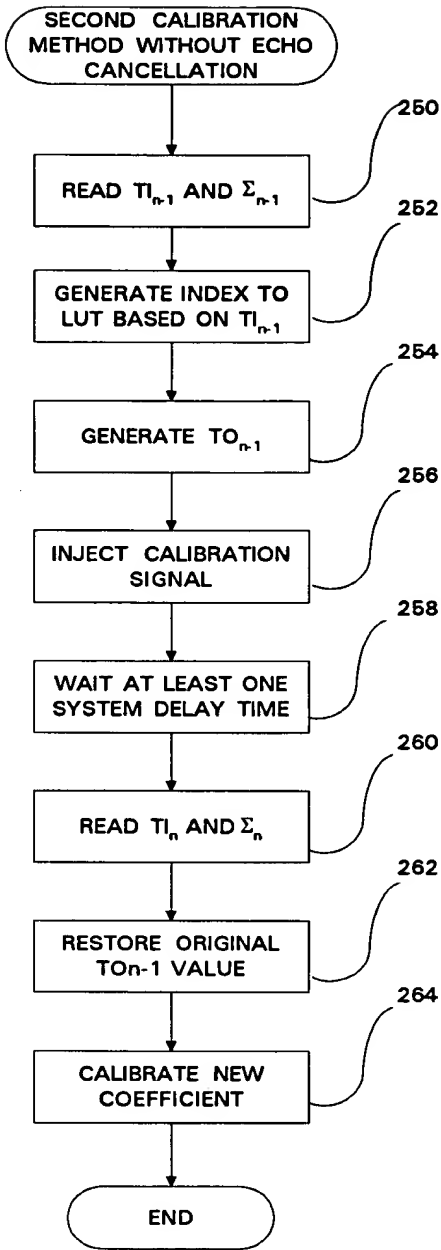 SECOND CALIBRATION
METHOD WITHOUT ECHO
CANCELLATION
250
READ TIₙ₋₁ AND Σₙ₋₁
252
GENERATE INDEX TO
LUT BASED ON TIₙ₋₁
254
GENERATE TOₙ₋₁
256
INJECT CALIBRATION
SIGNAL
258
WAIT AT LEAST ONE
SYSTEM DELAY TIME
260
READ TIₙ AND Σₙ
262
RESTORE ORIGINAL
TOn-1 VALUE
264
CALIBRATE NEW
COEFFICIENT
END